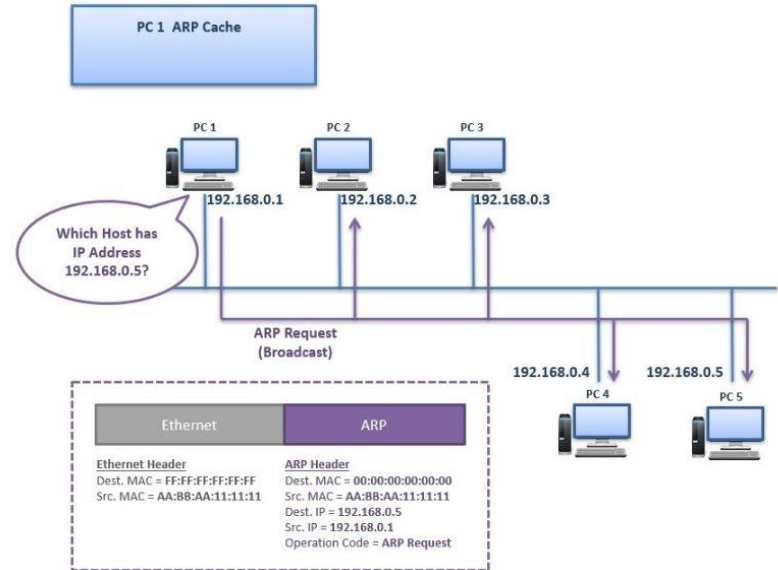 PC 1 ARP Cache
PC 1
PC 2
PC 3
192.168.0.1
192.168.0.2
192.168.0.3
Which Host has
IP Address
192.168.0.5?
ARP Request
(Broadcast)
192.168.0.4
192.168.0.5
PC 4
PC 5
Ethernet
ARP
Ethernet Header
Dest. MAC = FF:FF:FF:FF:FF:FF
Src. MAC = AA:BB:AA:11:11:11
ARP Header
Dest. MAC = 00:00:00:00:00:00
Src. MAC = AA:BB:AA:11:11:11
Dest. IP = 192.168.0.5
Src. IP = 192.168.0.1
Operation Code = ARP Request